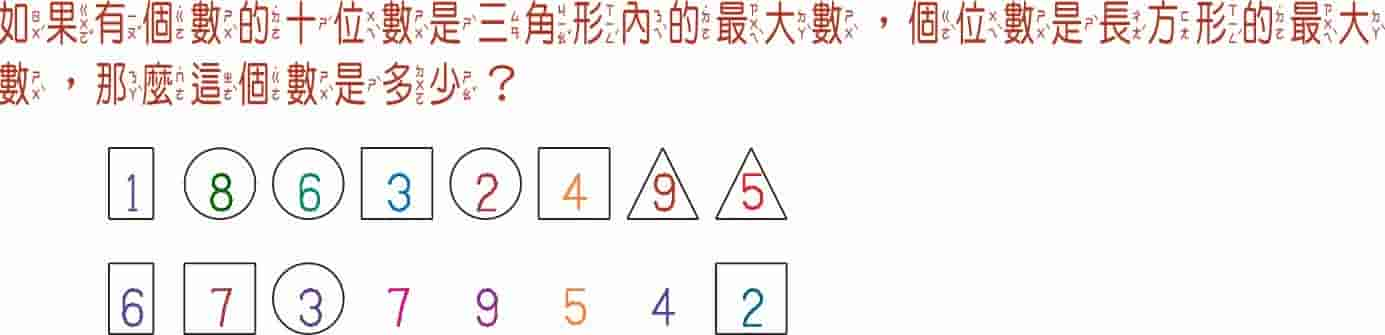 如果有個數的十位數是三角形內的最大數，個位數是長方形的最大
數，那麼這個數是多少？
1 8 6 3 2 4 9 5
6 7 3 7 9 5 4 2